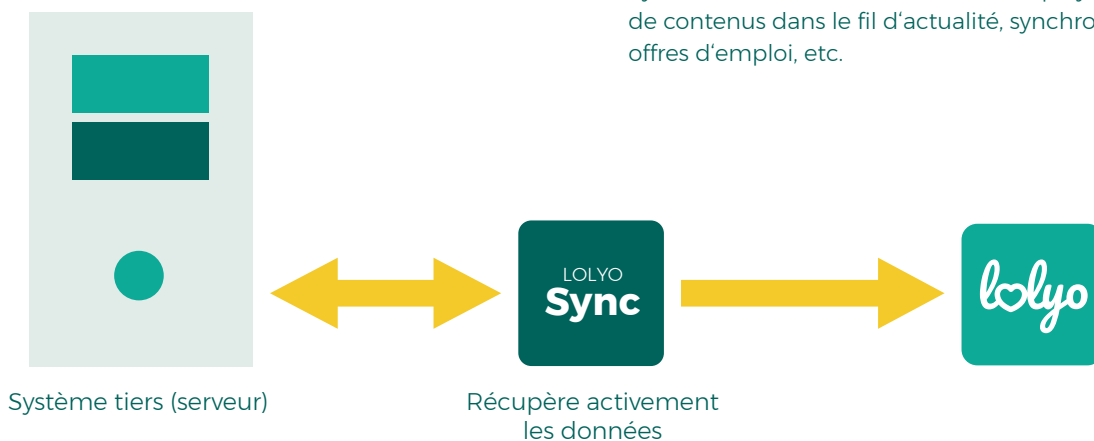 de contenus dans le fil d‘actualité, synchro
offres d‘emploi, etc.
LOLYO
Sync
lolyo
Système tiers (serveur)
Récupère activement
les données